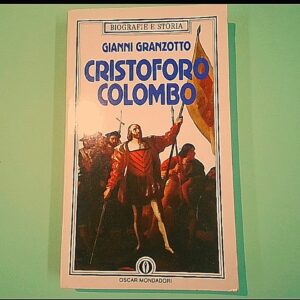 BIOGRAFIE E STORIA
GIANNI GRANZOTTO
CRISTOFORO
COLOMBO
OSCAR MONDADORI